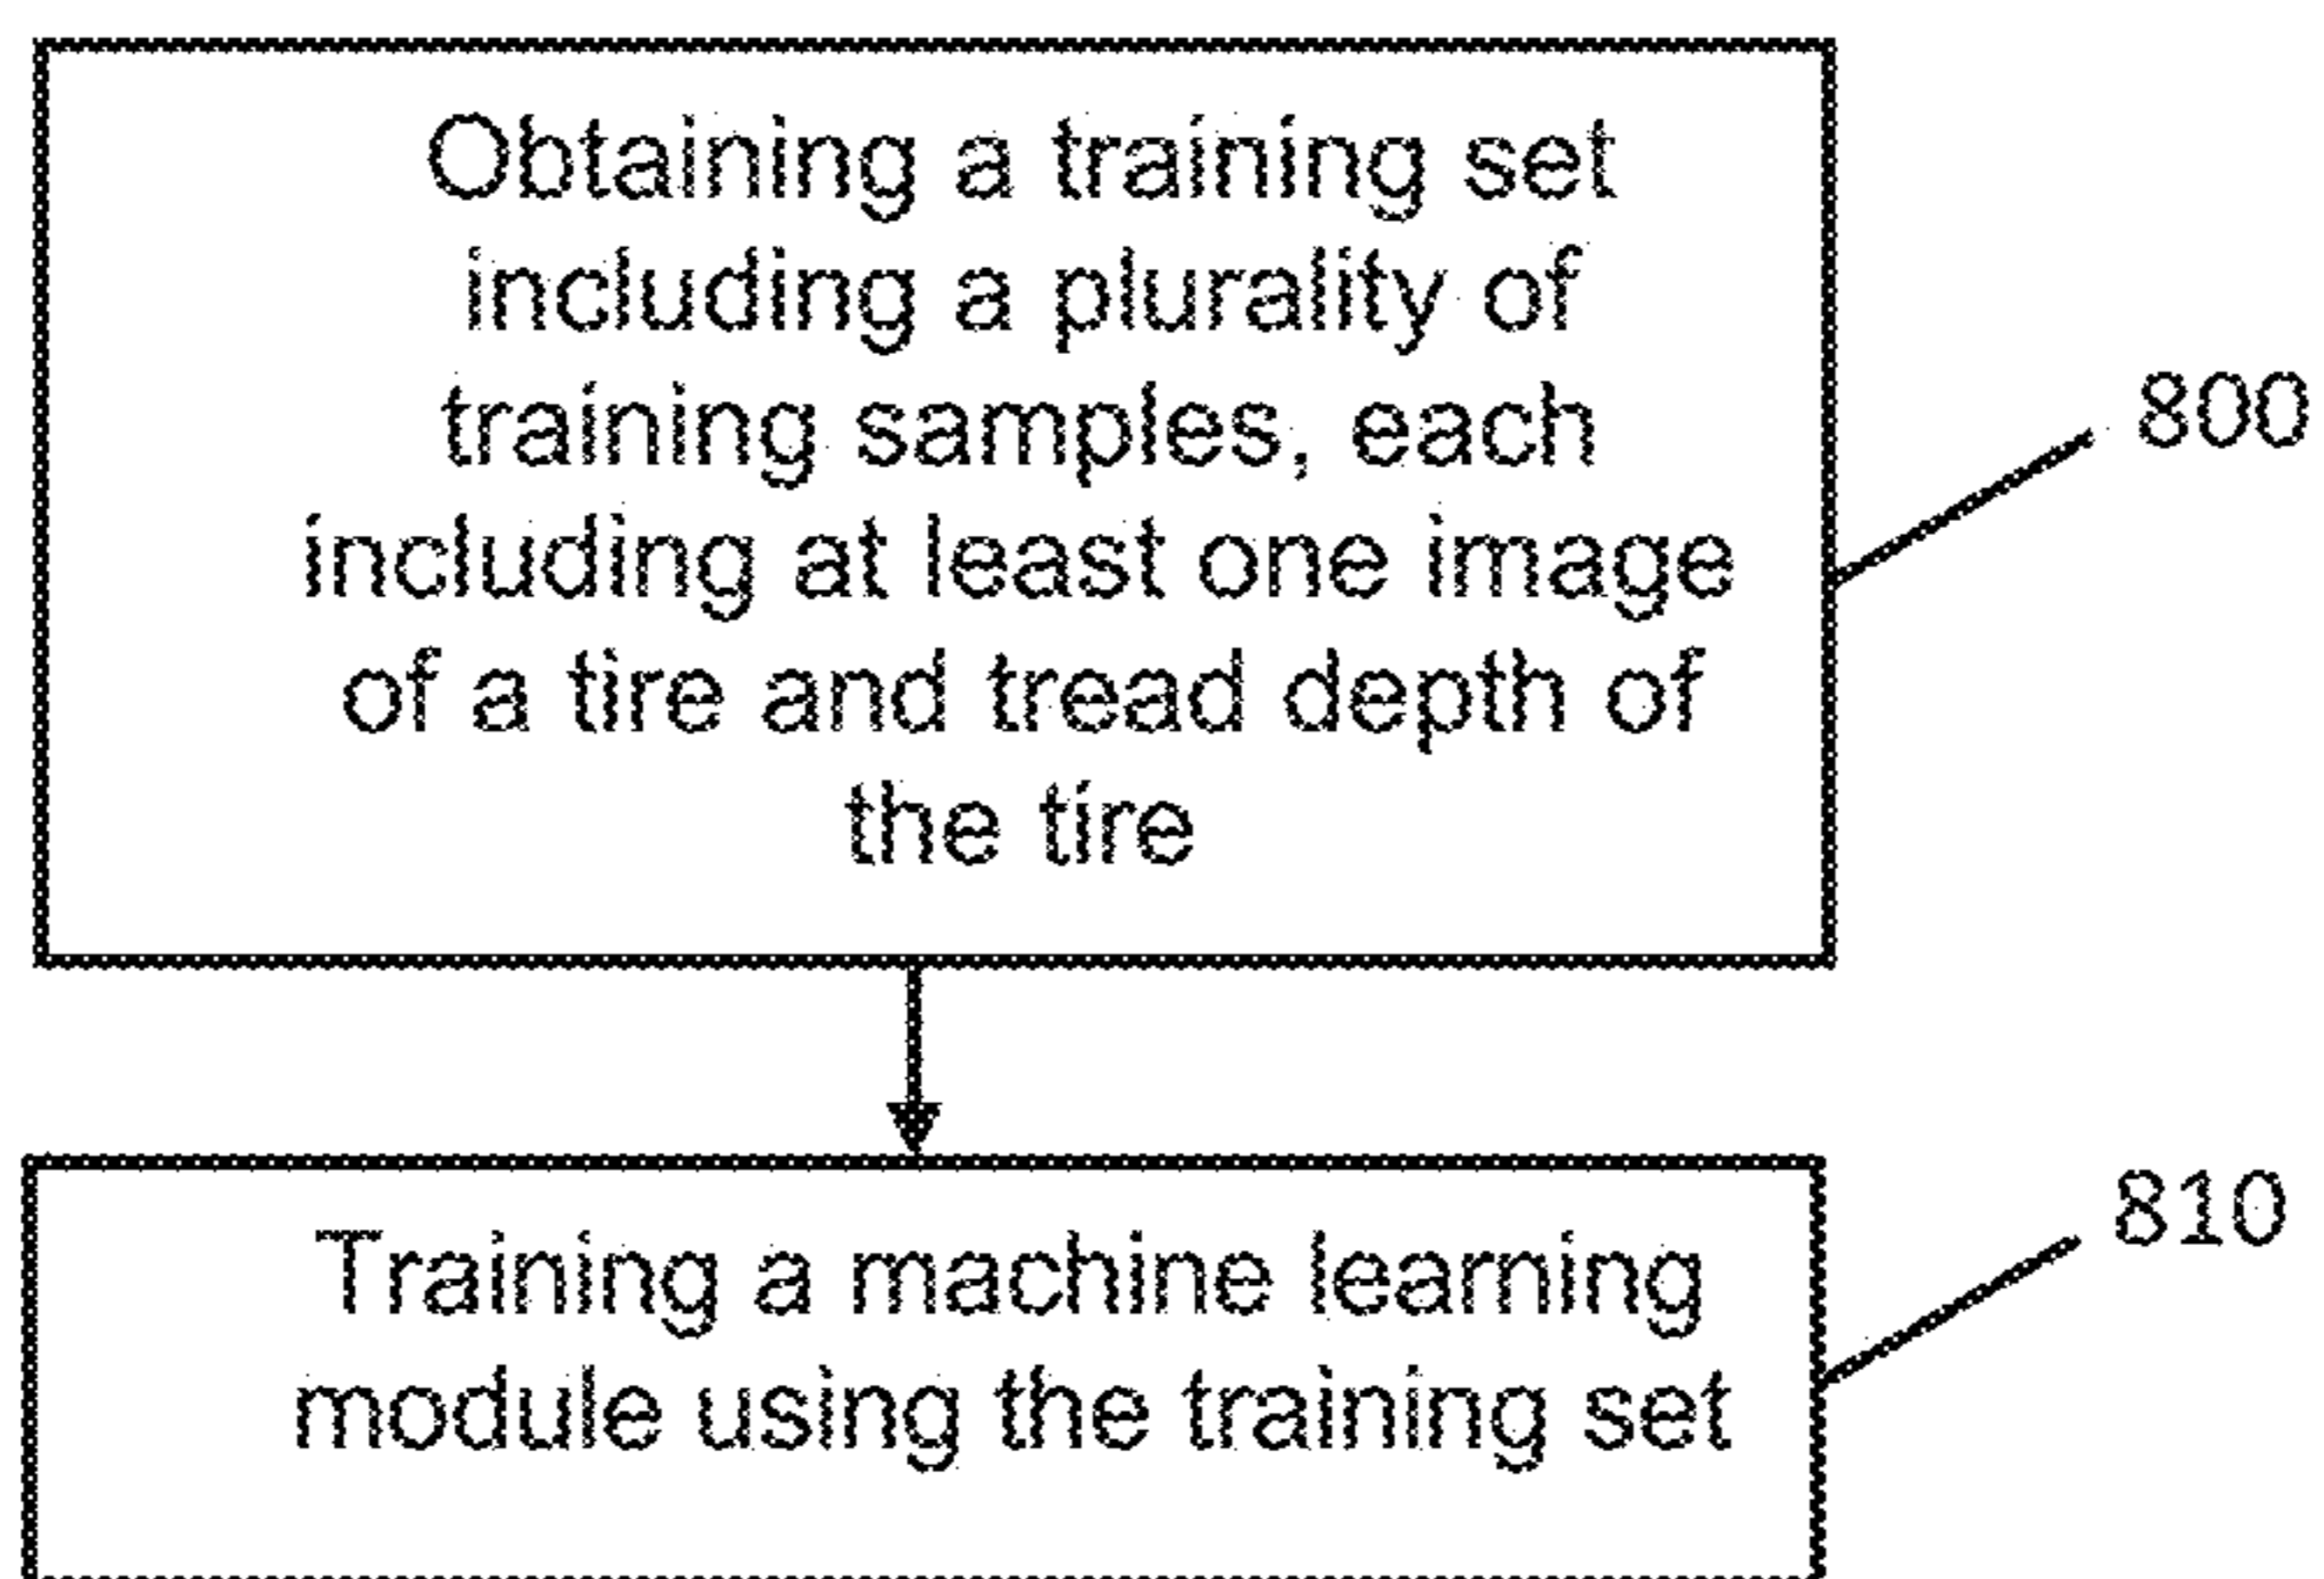 Obtaining a training set
including a plurality of
training samples, each
including at least one image
of a tire and tread depth of
the tire
800
Training a machine learning
module using the training set
810